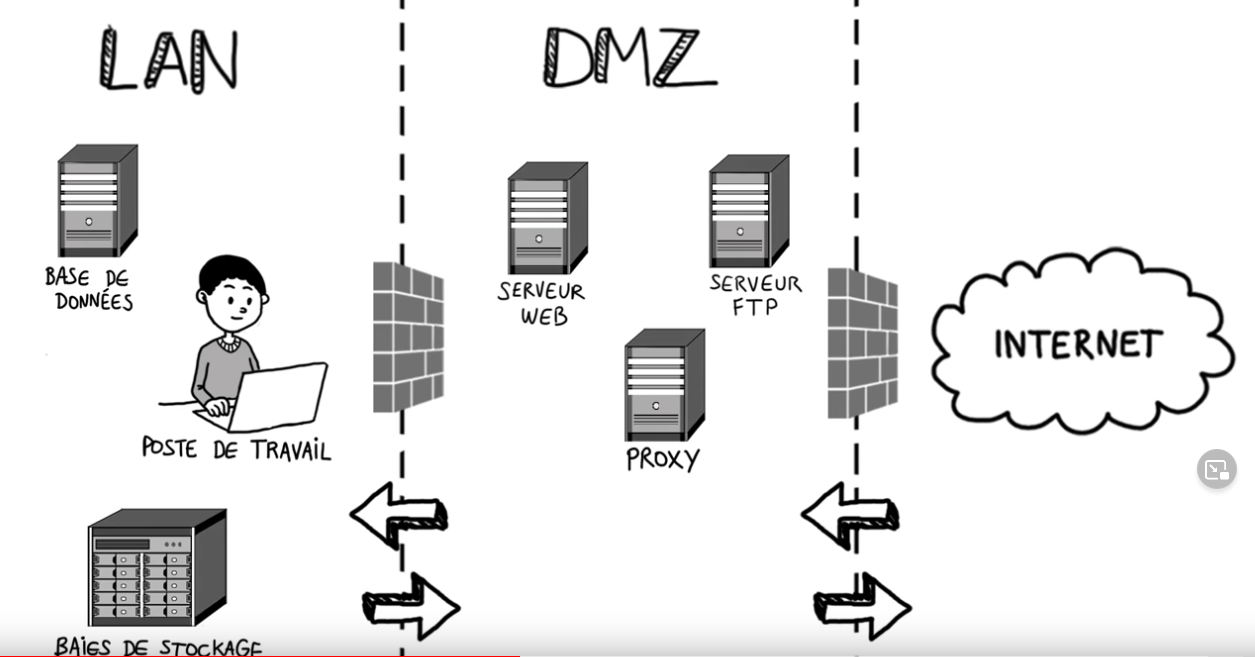 LAN
DMZ
BASE DE
DONNÉES
SERVEUR
WEB
SERVEUR
FTP
INTERNET
POSTE DE TRAVAIL
PROXY
BAIES DE STOCKAGE